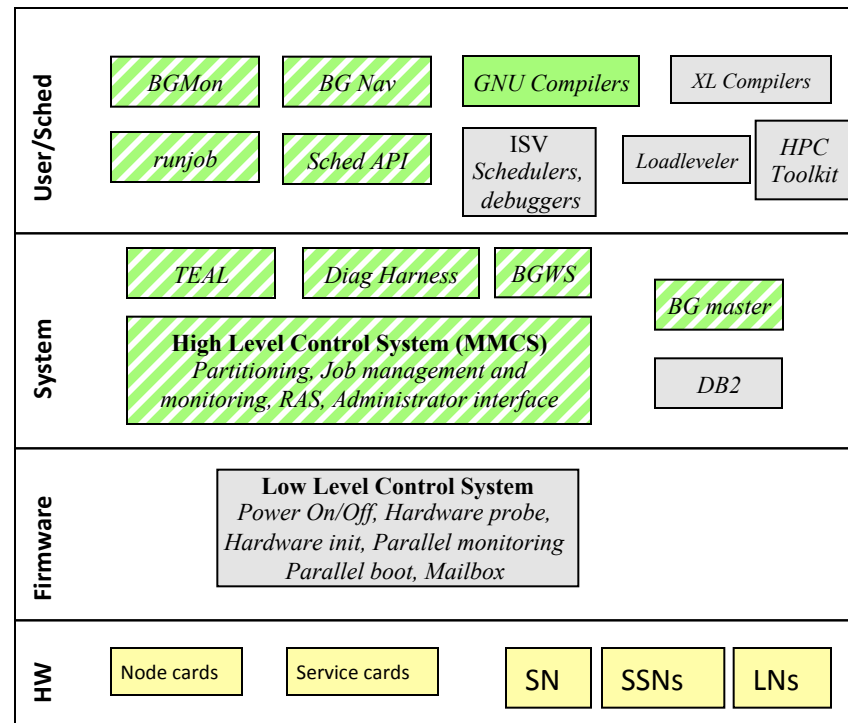 User/Sched
BGMon
BG Nav
GNU Compilers
XL Compilers
runjob
Sched API
ISV
Schedulers,
debuggers
Loadleveler
HPC
Toolkit
System
TEAL
Diag Harness
BGWS
BG master
High Level Control System (MMCS)
Partitioning, Job management and
monitoring, RAS, Administrator interface
DB2
Firmware
Low Level Control System
Power On/Off, Hardware probe,
Hardware init, Parallel monitoring
Parallel boot, Mailbox
HW
Node cards
Service cards
SN
SSNs
LNs